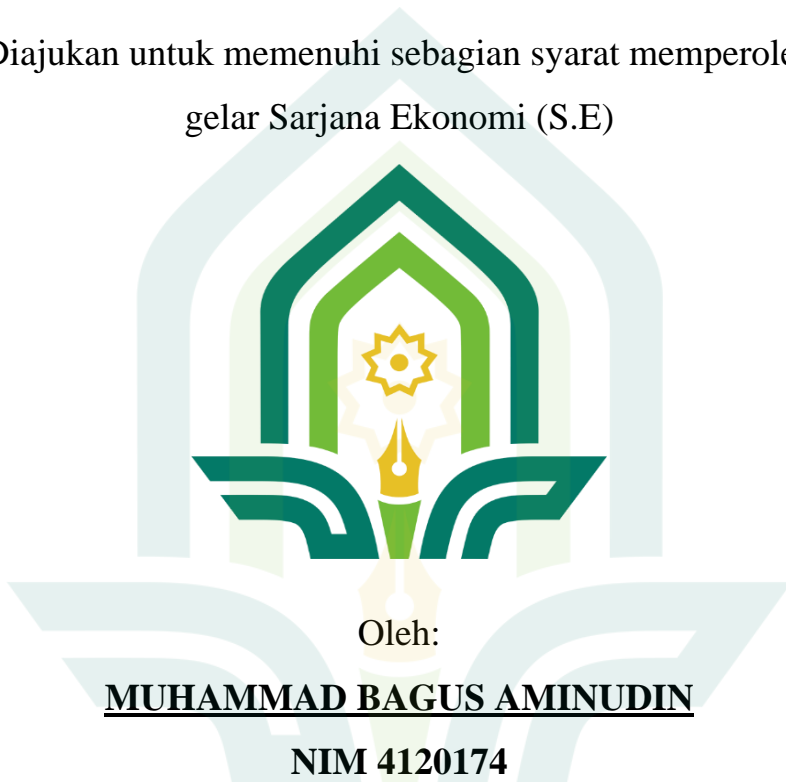 Diajukan untuk memenuhi sebagian syarat memperole
gelar Sarjana Ekonomi (S.E)
Oleh:
MUHAMMAD BAGUS AMINUDIN
NIM 4120174